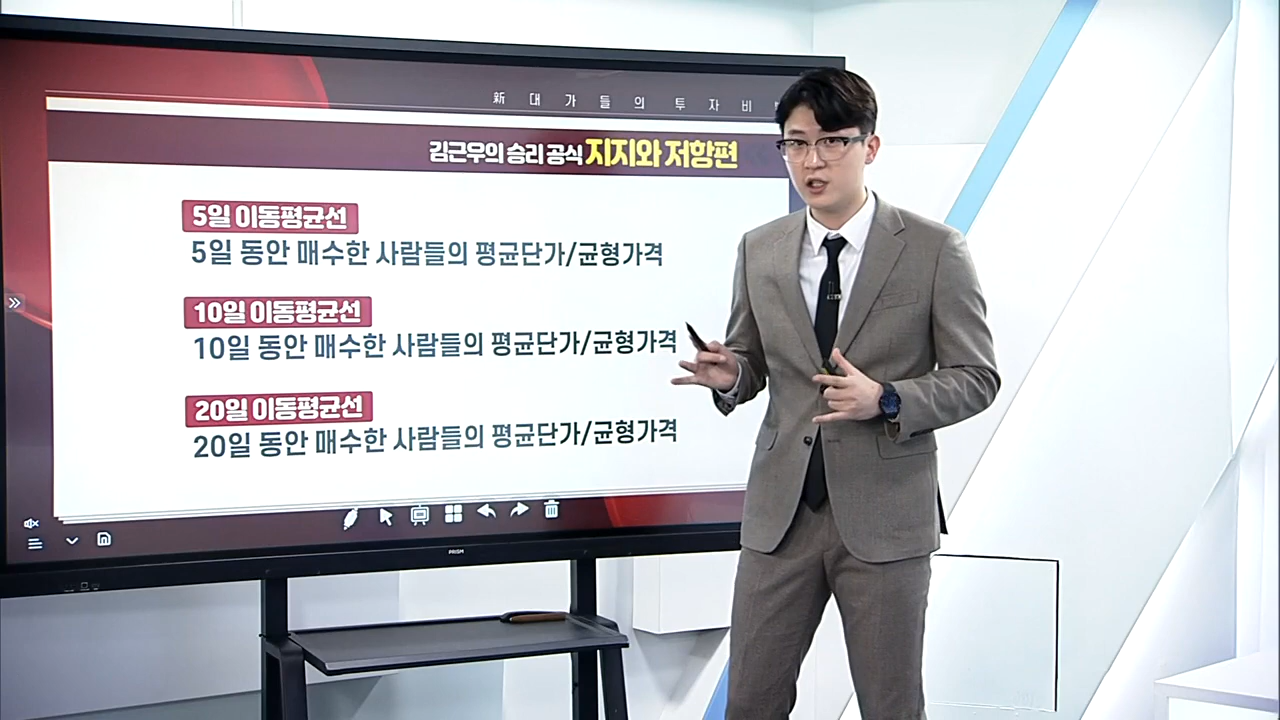 新 대 가 들 의 투 자 비
김근우의 승리 공식 지지와 저항편
5일 이동평균선
5일 동안 매수한 사람들의 평균단가/균형가격
10일 이동평균선
10일 동안 매수한 사람들의 평균단가/균형가격
20일 이동평균선
20일 동안 매수한 사람들의 평균단가/균형가격
PRISM